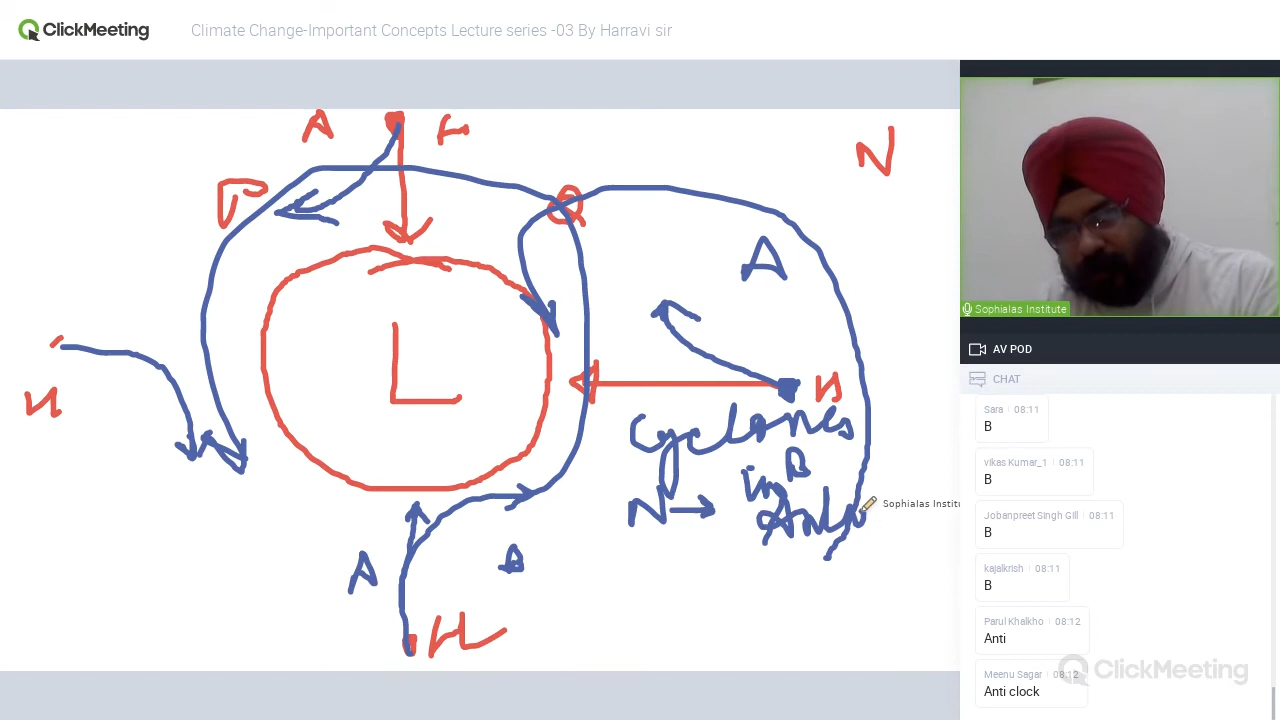 ClickMeeting
Climate Change-Important Concepts Lecture series -03 By Harravi sir
A
N
A
L
H
H
Cyclones
B
N → in
A
B
H
Sophialas Institu
Sophialas Institute
AV POD
CHAT
Sara 08:11
B
vikas Kumar_1 08:11
B
Jobanpreet Singh Gill 08:11
B
kajalkrish 08:11
B
Parul Khalkho 08:12
Anti
Meenu Sagar 08:12
Anti clock
ClickMeeting